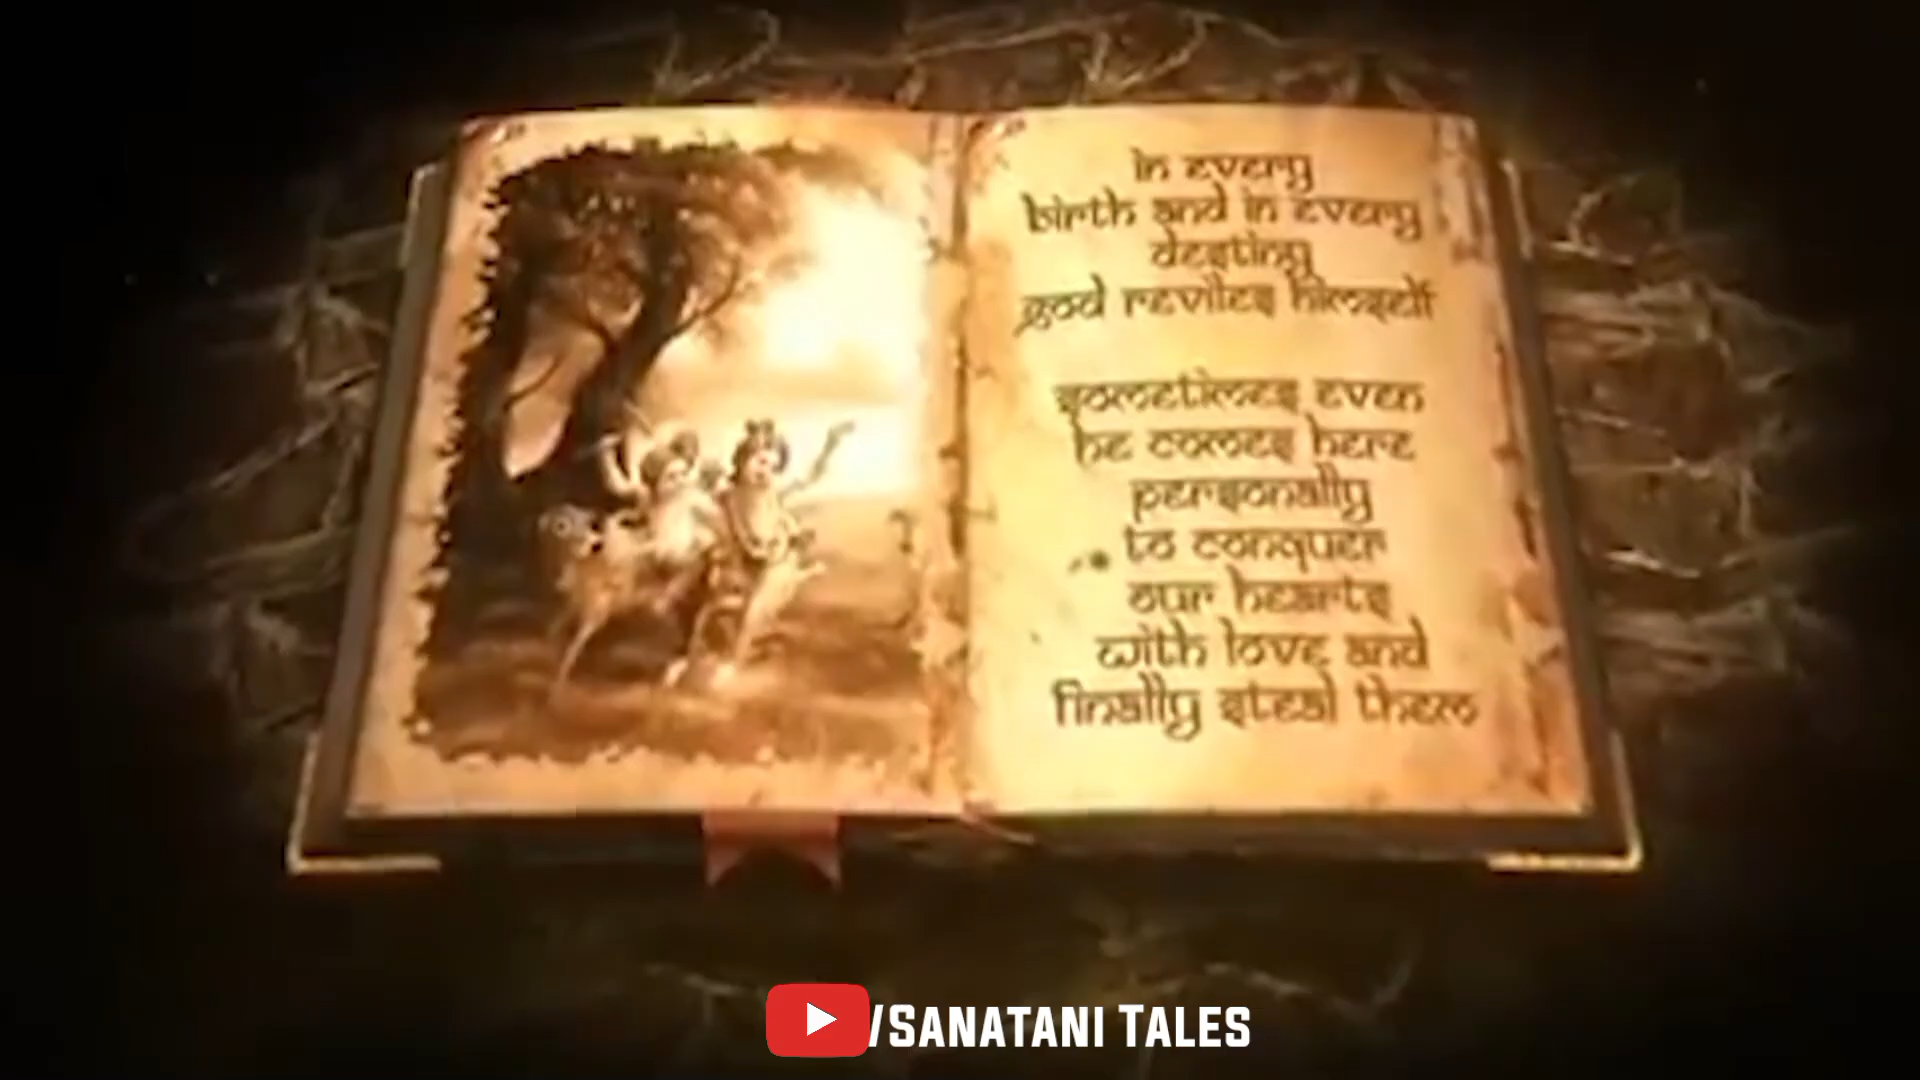 in every
birth and in every
destiny
god reviles himself
sometimes even
he comes here
personally
to conquer
our hearts
with love and
finally steal them
/SANATANI TALES